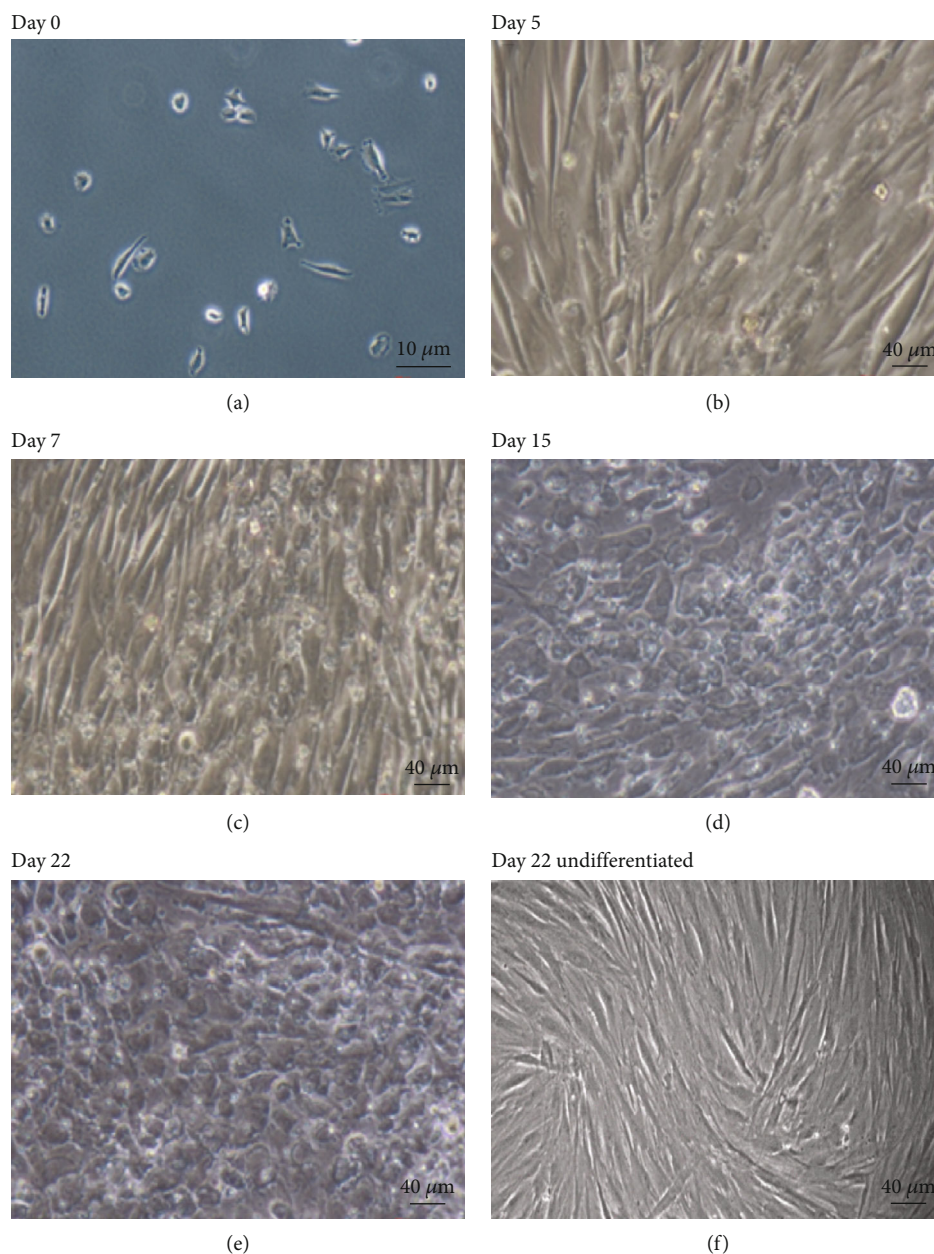 Day 0
Day 5
10 μm
40 μm
(a)
(b)
Day 7
Day 15
40 μm
40 μm
(c)
(d)
Day 22
Day 22 undifferentiated
40 μm
40 μm
(e)
(f)